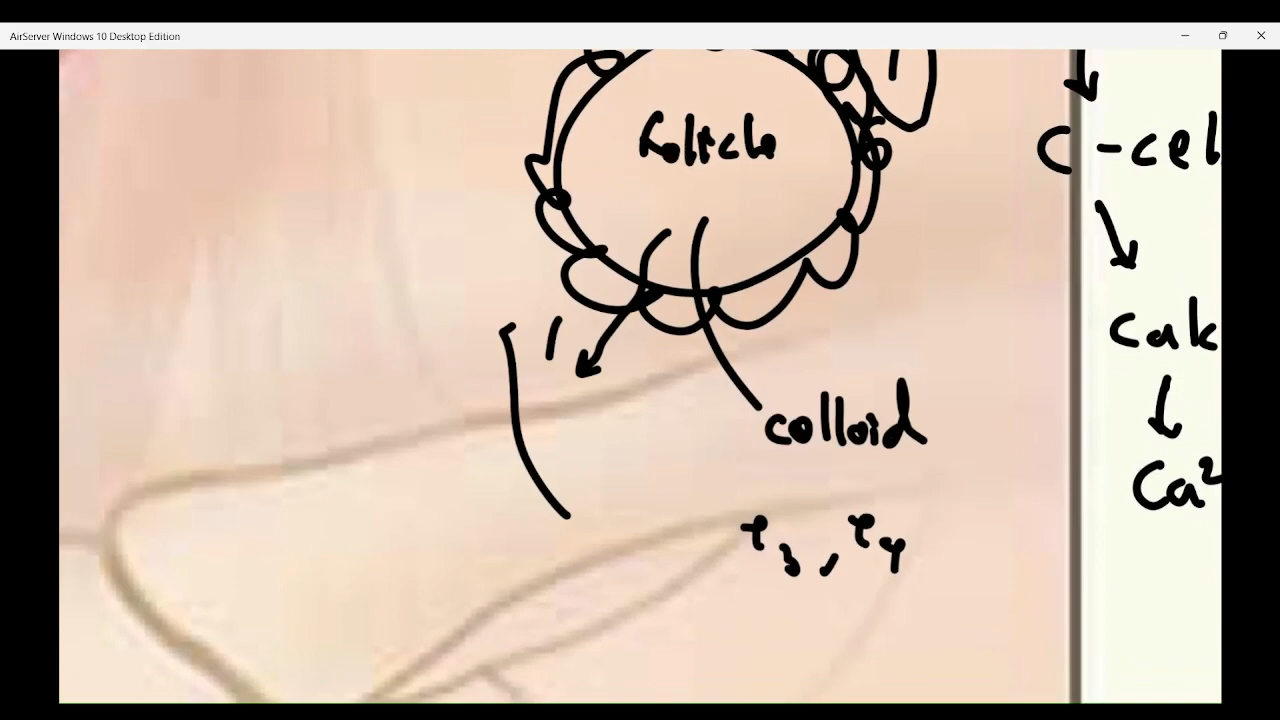 AirServer Windows 10 Desktop Edition
follicle
C-cel
cak
colloid
Ca²
T₃, T₄